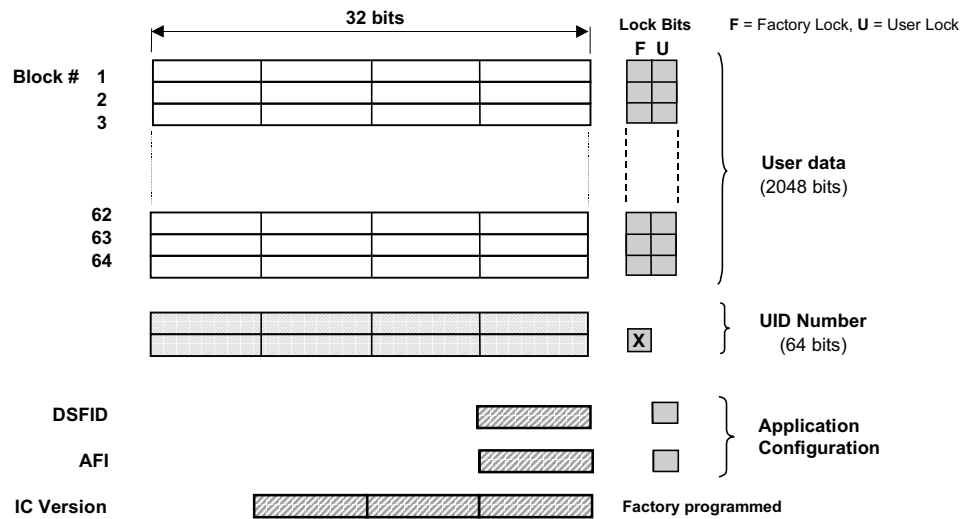 32 bits
Lock Bits
F = Factory Lock, U = User Lock
F U
Block # 1
2
3
User data
(2048 bits)
62
63
64
UID Number
(64 bits)
X
DSFID
Application
Configuration
AFI
IC Version
Factory programmed